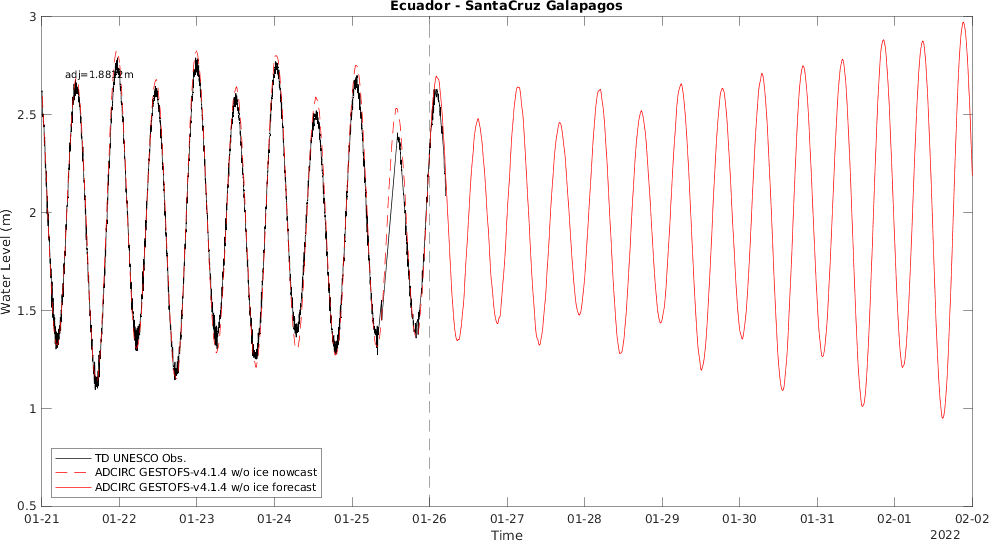 Ecuador - SantaCruz Galapagos
3
2.5
2
1.5
1
0.5
Water Level (m)
TD UNESCO Obs.
ADCIRC GESTOFS-v4.1.4 w/o ice nowcast
ADCIRC GESTOFS-v4.1.4 w/o ice forecast
01-21 01-22 01-23 01-24 01-25 01-26 01-27 01-28 01-29 01-30 01-31 02-01 02-02
Time
2022